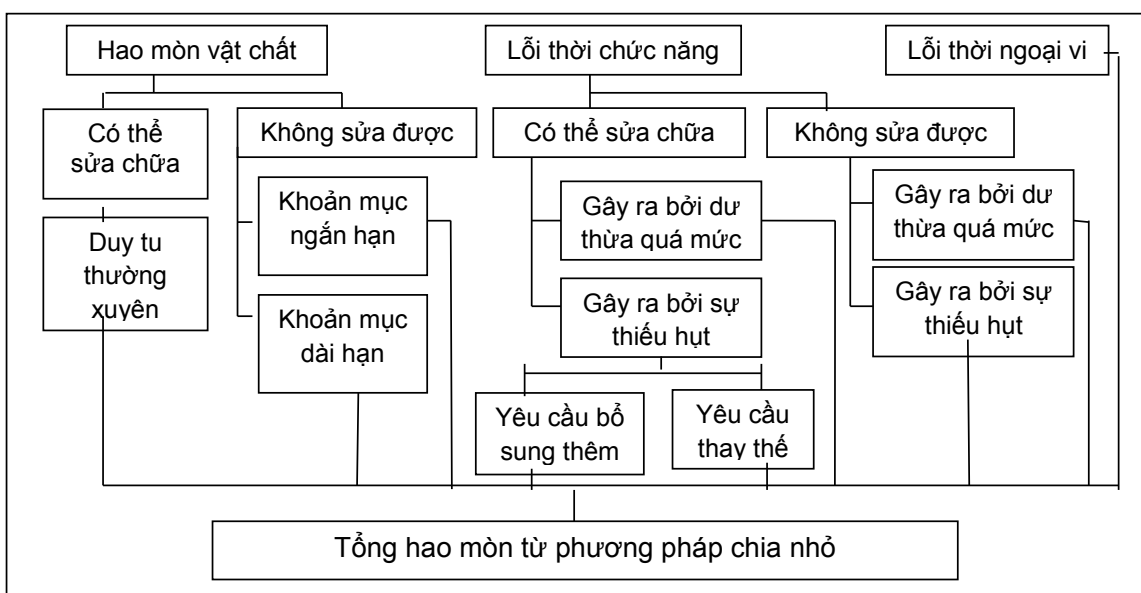 Hao mòn vật chất
Lỗi thời chức năng
Lỗi thời ngoại vi
Có thể
sửa chữa
Không sửa được
Có thể sửa chữa
Không sửa được
Duy tu
thường
xuyên
Khoản mục
ngắn hạn
Khoản mục
dài hạn
Gây ra bởi dư
thừa quá mức
Gây ra bởi sự
thiếu hụt
Gây ra bởi dư
thừa quá mức
Gây ra bởi sự
thiếu hụt
Yêu cầu bổ
sung thêm
Yêu cầu
thay thế
Tổng hao mòn từ phương pháp chia nhỏ